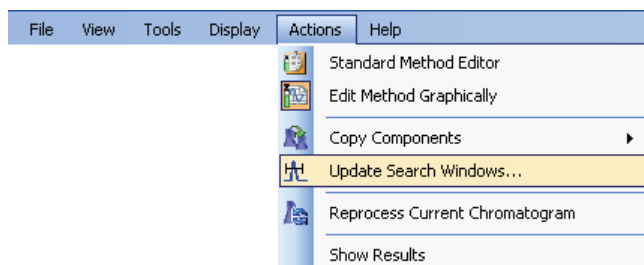 File View Tools Display Actions Help
Standard Method Editor
Edit Method Graphically
Copy Components
Update Search Windows...
Reprocess Current Chromatogram
Show Results